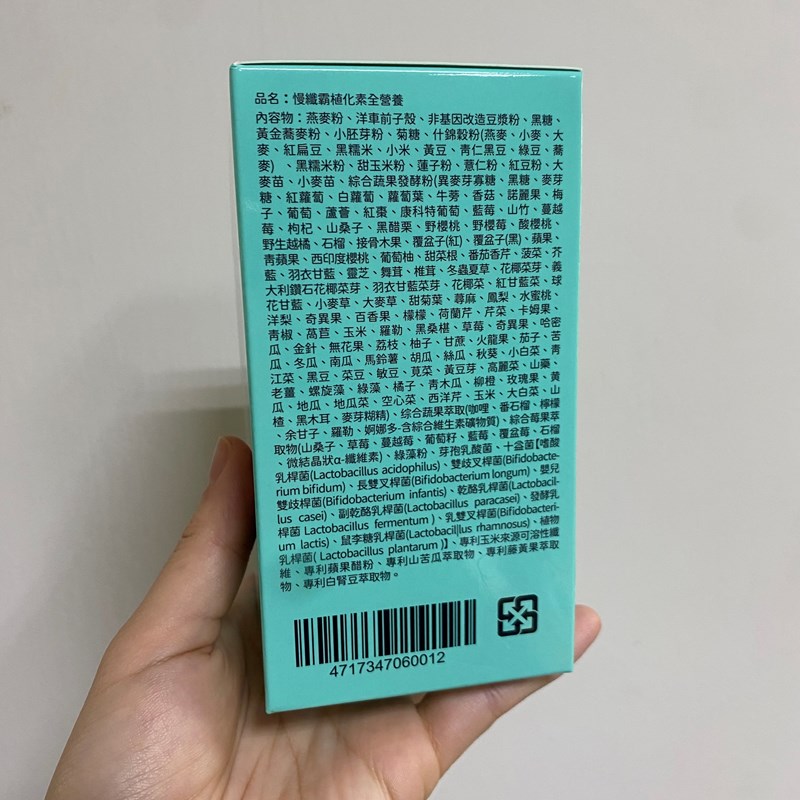 品名：慢纖霸植化素全營養
內容物：燕麥粉、洋車前子殼、非基因改造豆漿粉、黑糖、
黃金蕎麥粉、小胚芽粉、菊糖、什錦穀粉(燕麥、小麥、大
麥、紅扁豆、黑糯米、小米、黃豆、青仁黑豆、綠豆、蕎
麥)、黑糯米粉、甜玉米粉、蓮子粉、薏仁粉、紅豆粉、大
麥苗、小麥苗、綜合蔬果發酵粉(異麥芽寡糖、黑糖、麥芽
糖、紅蘿蔔、白蘿蔔、蘿蔔葉、牛蒡、香菇、諾麗果、梅
子、葡萄、蘆薈、紅棗、康科特葡萄、藍莓、山竹、蔓越
莓、枸杞、山桑子、黑醋栗、野櫻桃、野櫻莓、酸櫻桃、
野生越橘、石榴、接骨木果、覆盆子(紅)、覆盆子(黑)、蘋果、
青蘋果、西印度櫻桃、葡萄柚、甜菜根、番茄香芹、菠菜、芥
藍、羽衣甘藍、靈芝、舞茸、椎茸、冬蟲夏草、花椰菜芽、義
大利鑽石花椰菜芽、羽衣甘藍菜芽、花椰菜、紅甘藍菜、球
花甘藍、小麥草、大麥草、甜菊葉、蕁麻、鳳梨、水蜜桃、
洋梨、奇異果、百香果、檸檬、荷蘭芹、芹菜、卡姆果、
青椒、萵苣、玉米、羅勒、黑桑椹、草莓、奇異果、哈密
瓜、金針、無花果、荔枝、柚子、甘蔗、火龍果、茄子、苦
瓜、冬瓜、南瓜、馬鈴薯、胡瓜、絲瓜、秋葵、小白菜、青
江菜、黑豆、菜豆、敏豆、莧菜、黃豆芽、高麗菜、山藥、
老薑、螺旋藻、綠藻、橘子、青木瓜、柳橙、玫瑰果、黃
瓜、地瓜、地瓜菜、空心菜、西洋芹、玉米、大白菜、山
楂、黑木耳、麥芽糊精)、綜合蔬果萃取(咖哩、番石榴、檸檬
、余甘子、羅勒、婀娜多-含綜合維生素礦物質)、綜合莓果萃
取物(山桑子、草莓、蔓越莓、葡萄籽、藍莓、覆盆莓、石榴
、微結晶狀α-纖維素)、綠藻粉、芽孢乳酸菌、十益菌【嗜酸
乳桿菌(Lactobacillus acidophilus)、雙歧叉桿菌(Bifidobacte-
rium bifidum)、長雙叉桿菌(Bifidobacterium longum)、嬰兒
雙歧桿菌(Bifidobacterium infantis)、乾酪乳桿菌(Lactobacil-
lus casei)、副乾酪乳桿菌(Lactobacillus paracasei)、發酵乳
桿菌 Lactobacillus fermentum )、乳雙叉桿菌(Bifidobacteri-
um lactis)、鼠李糖乳桿菌(Lactobacillus rhamnosus)、植物
乳桿菌( Lactobacillus plantarum )】、專利玉米來源可溶性纖
維、專利蘋果醋粉、專利山苦瓜萃取物、專利藤黃果萃取
物、專利白腎豆萃取物。
4717347060012